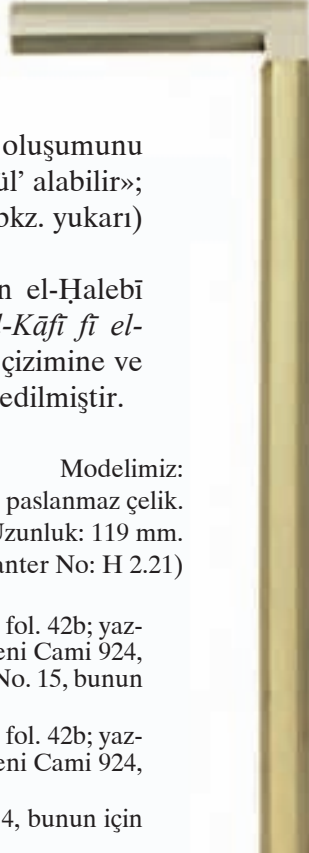 oluşumunu
ül’ alabilir»;
bkz. yukarı)
n el-Ḥalebī
l-Kāfī fī el-
çizimine ve
edilmiştir.
Modelimiz:
paslanmaz çelik.
Uzunluk: 119 mm.
anter No: H 2.21)
fol. 42b; yaz-
eni Cami 924,
No. 15, bunun
fol. 42b; yaz-
eni Cami 924,
4, bunun için